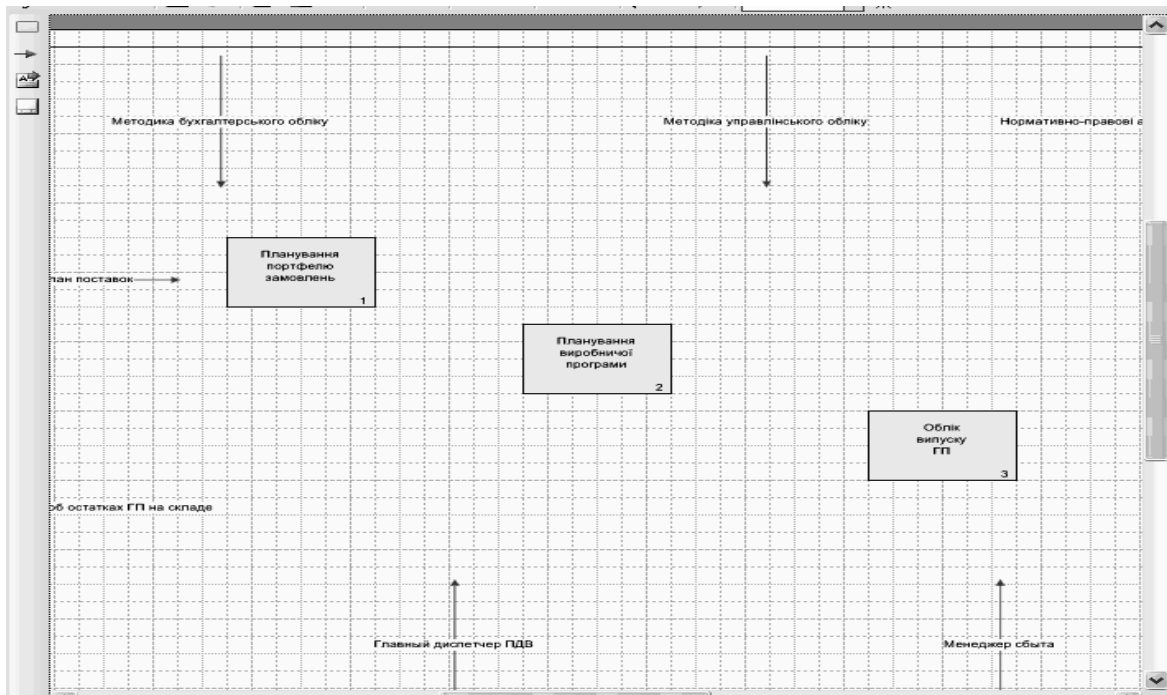 Методика бухгалтерського обліку
Методіка управлінського обліку
Нормативно-правові а
Планування
портфелю
замовлень
1
лан поставок
Планування
виробничої
програми
2
Облік
випуску
ГП
3
об остатках ГП на складе
Главный диспетчер ПДВ
Менеджер сбыта